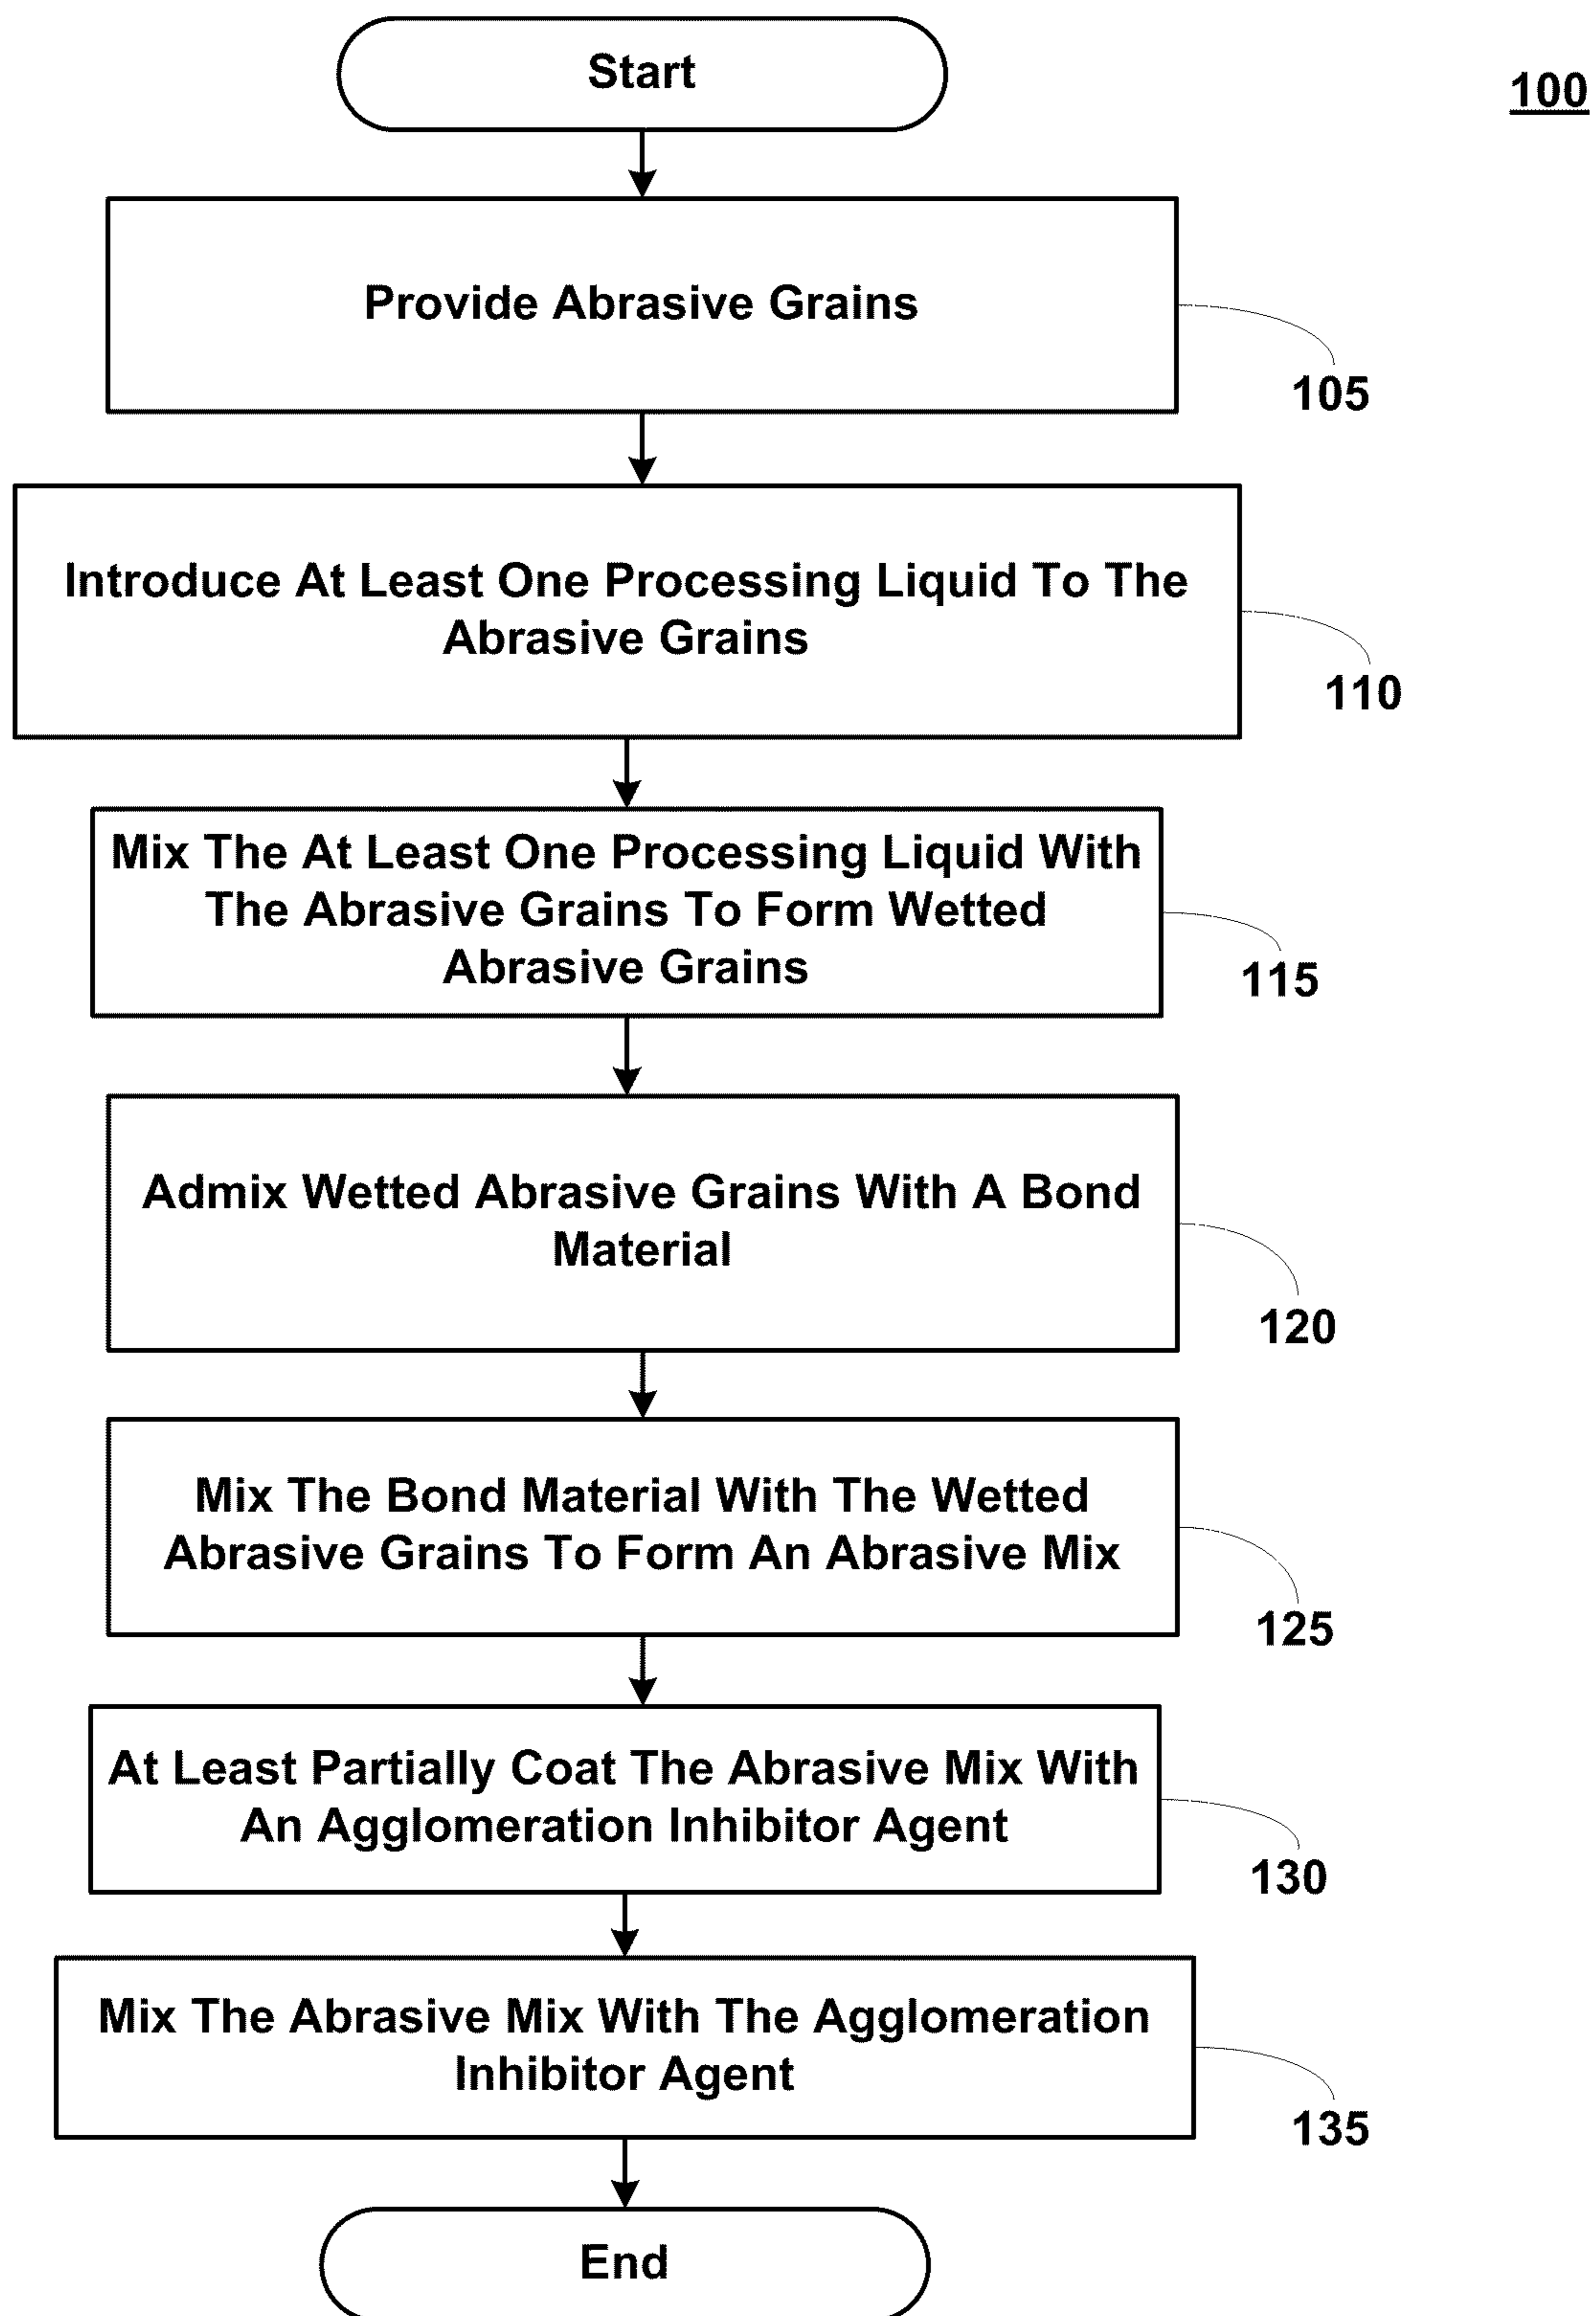 Start
100
Provide Abrasive Grains
105
Introduce At Least One Processing Liquid To The
Abrasive Grains
110
Mix The At Least One Processing Liquid With
The Abrasive Grains To Form Wetted
Abrasive Grains
115
Admix Wetted Abrasive Grains With A Bond
Material
120
Mix The Bond Material With The Wetted
Abrasive Grains To Form An Abrasive Mix
125
At Least Partially Coat The Abrasive Mix With
An Agglomeration Inhibitor Agent
130
Mix The Abrasive Mix With The Agglomeration
Inhibitor Agent
135
End